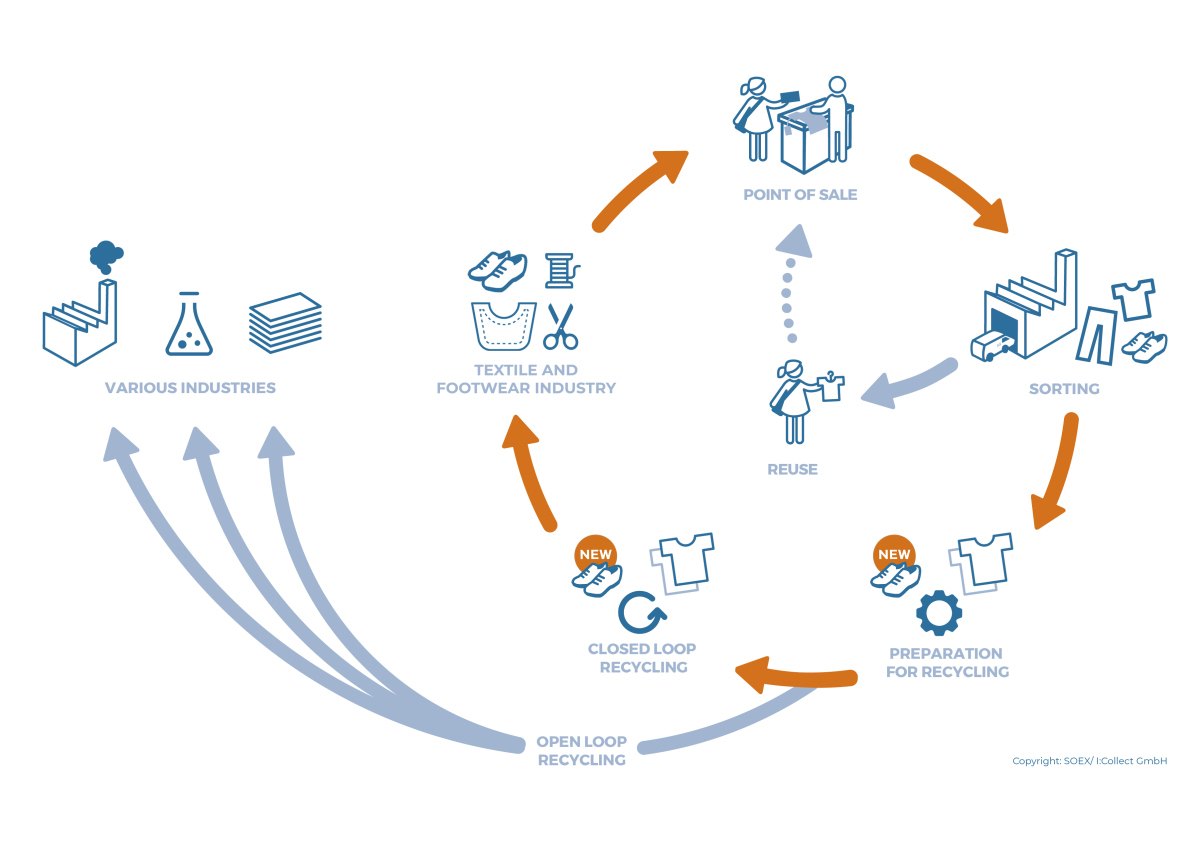 POINT OF SALE
TEXTILE AND
FOOTWEAR INDUSTRY
VARIOUS INDUSTRIES
SORTING
REUSE
NEW
CLOSED LOOP
RECYCLING
NEW
PREPARATION
FOR RECYCLING
OPEN LOOP
RECYCLING
Copyright: SOEX/ I:Collect GmbH